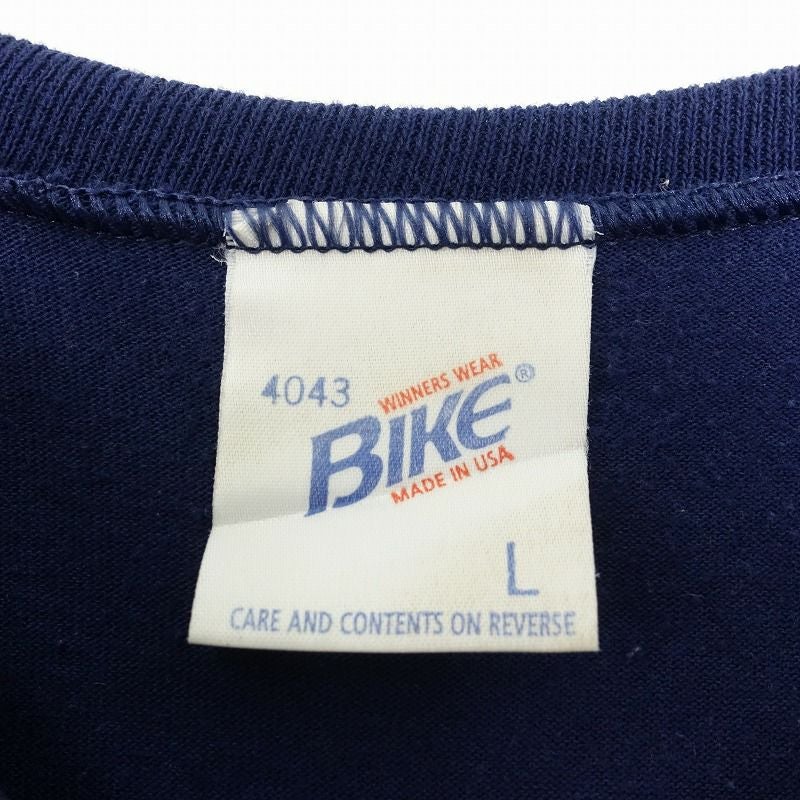 4043
WINNERS WEAR
BIKE®
MADE IN USA
L
CARE AND CONTENTS ON REVERSE